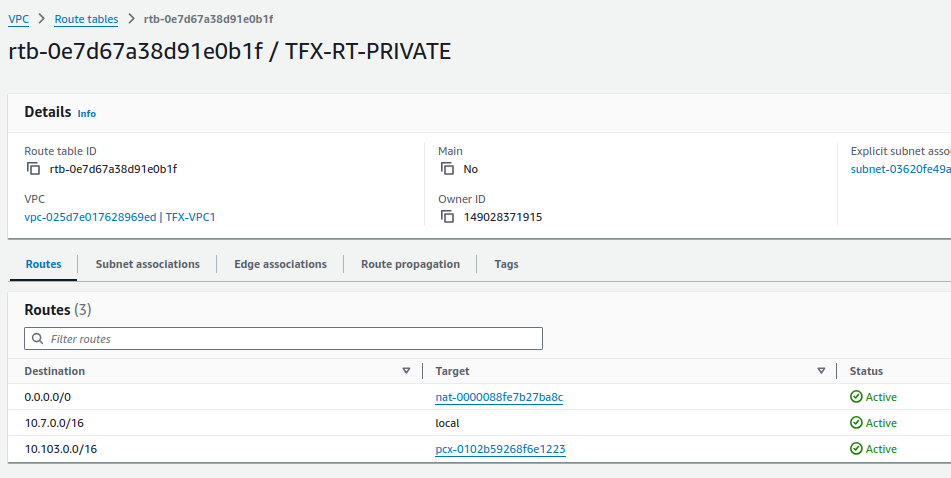 VPC > Route tables > rtb-0e7d67a38d91e0b1f
rtb-0e7d67a38d91e0b1f / TFX-RT-PRIVATE
Details Info
Route table ID
rtb-0e7d67a38d91e0b1f
VPC
vpc-025d7e017628969ed | TFX-VPC1
Main
No
Owner ID
149028371915
Explicit subnet asso
subnet-03620fe49a
Routes Subnet associations Edge associations Route propagation Tags
Routes (3)
Filter routes
Destination Target Status
0.0.0.0/0 nat-0000088fe7b27ba8c Active
10.7.0.0/16 local Active
10.103.0.0/16 pcx-0102b59268f6e1223 Active